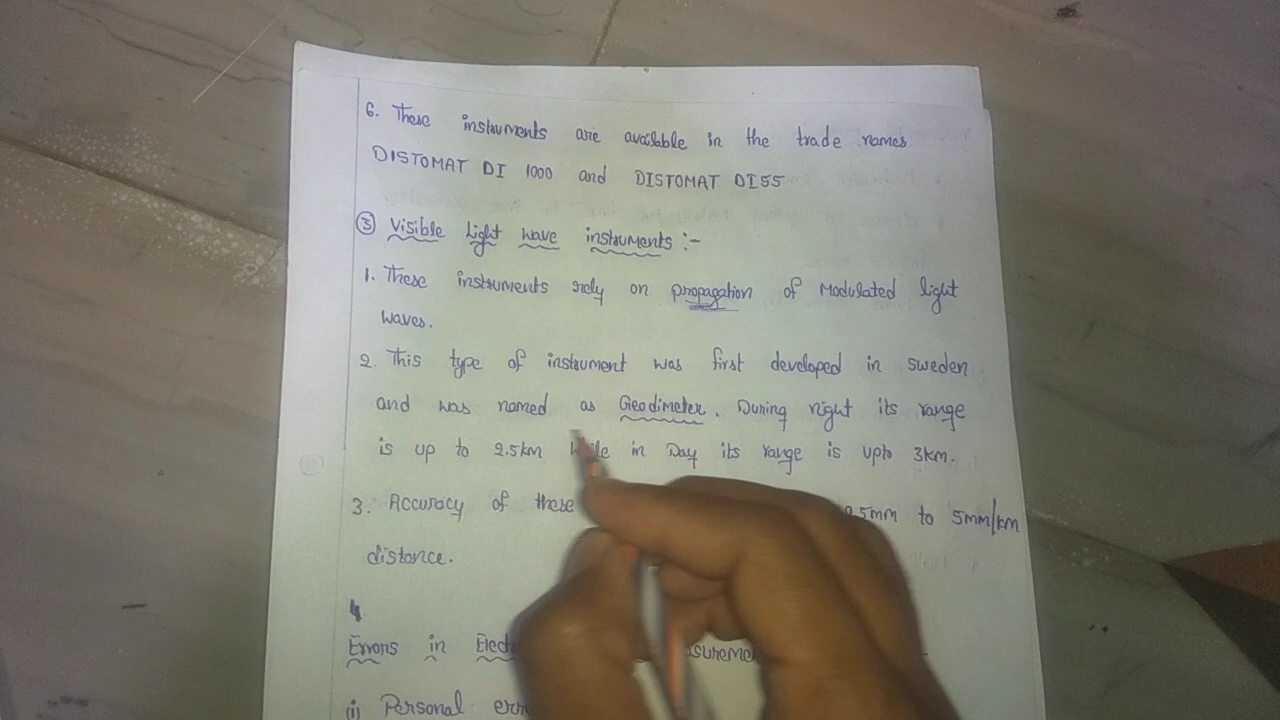 6. These instruments are available in the trade names
DISTOMAT DI 1000 and DISTOMAT DI55
③ Visible Light wave instruments :-
1. These instruments rely on propagation of Modulated light
waves.
2. This type of instrument was first developed in sweden
and was named as Geodimeter. During night its range
is up to 2.5km while in Day its range is upto 3km.
3. Accuracy of these 5mm to 5mm/km
distance.
4
Errors in
(i) Personal